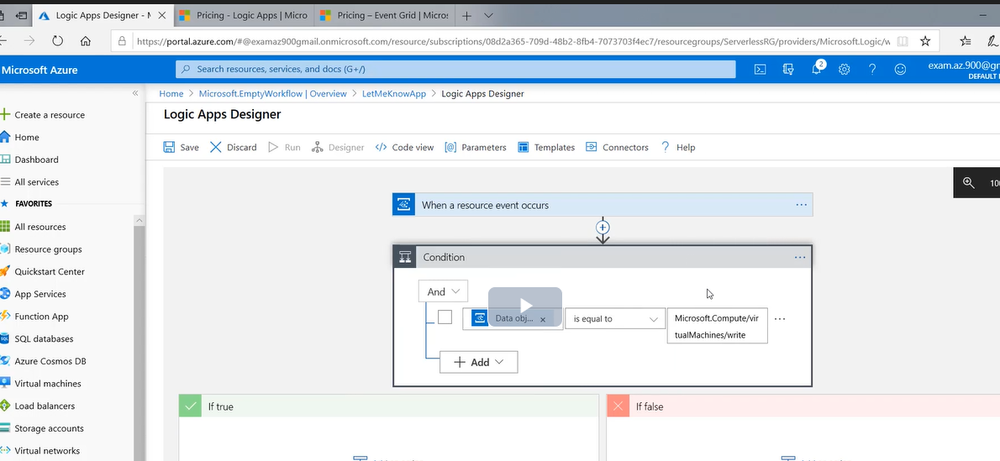 Logic Apps Designer - M
Pricing - Logic Apps | Micro
Pricing – Event Grid | Micros
https://portal.azure.com/#@examaz900gmail.onmicrosoft.com/resource/subscriptions/08d2a365-709d-48b2-8fb4-7073703f4ec7/resourcegroups/ServerlessRG/providers/Microsoft.Logic/w
Microsoft Azure
Search resources, services, and docs (G+/)
2
exam.az.900@gr
DEFAULT
Home > Microsoft.EmptyWorkflow | Overview > LetMeKnowApp > Logic Apps Designer
Logic Apps Designer
Save
Discard
Run
Designer
Code view
Parameters
Templates
Connectors
Help
Create a resource
Home
Dashboard
All services
FAVORITES
All resources
Resource groups
Quickstart Center
App Services
Function App
SQL databases
Azure Cosmos DB
Virtual machines
Load balancers
Storage accounts
Virtual networks
10
When a resource event occurs
Condition
And
Data obj...
is equal to
Microsoft.Compute/vir
tualMachines/write
Add
If true
If false